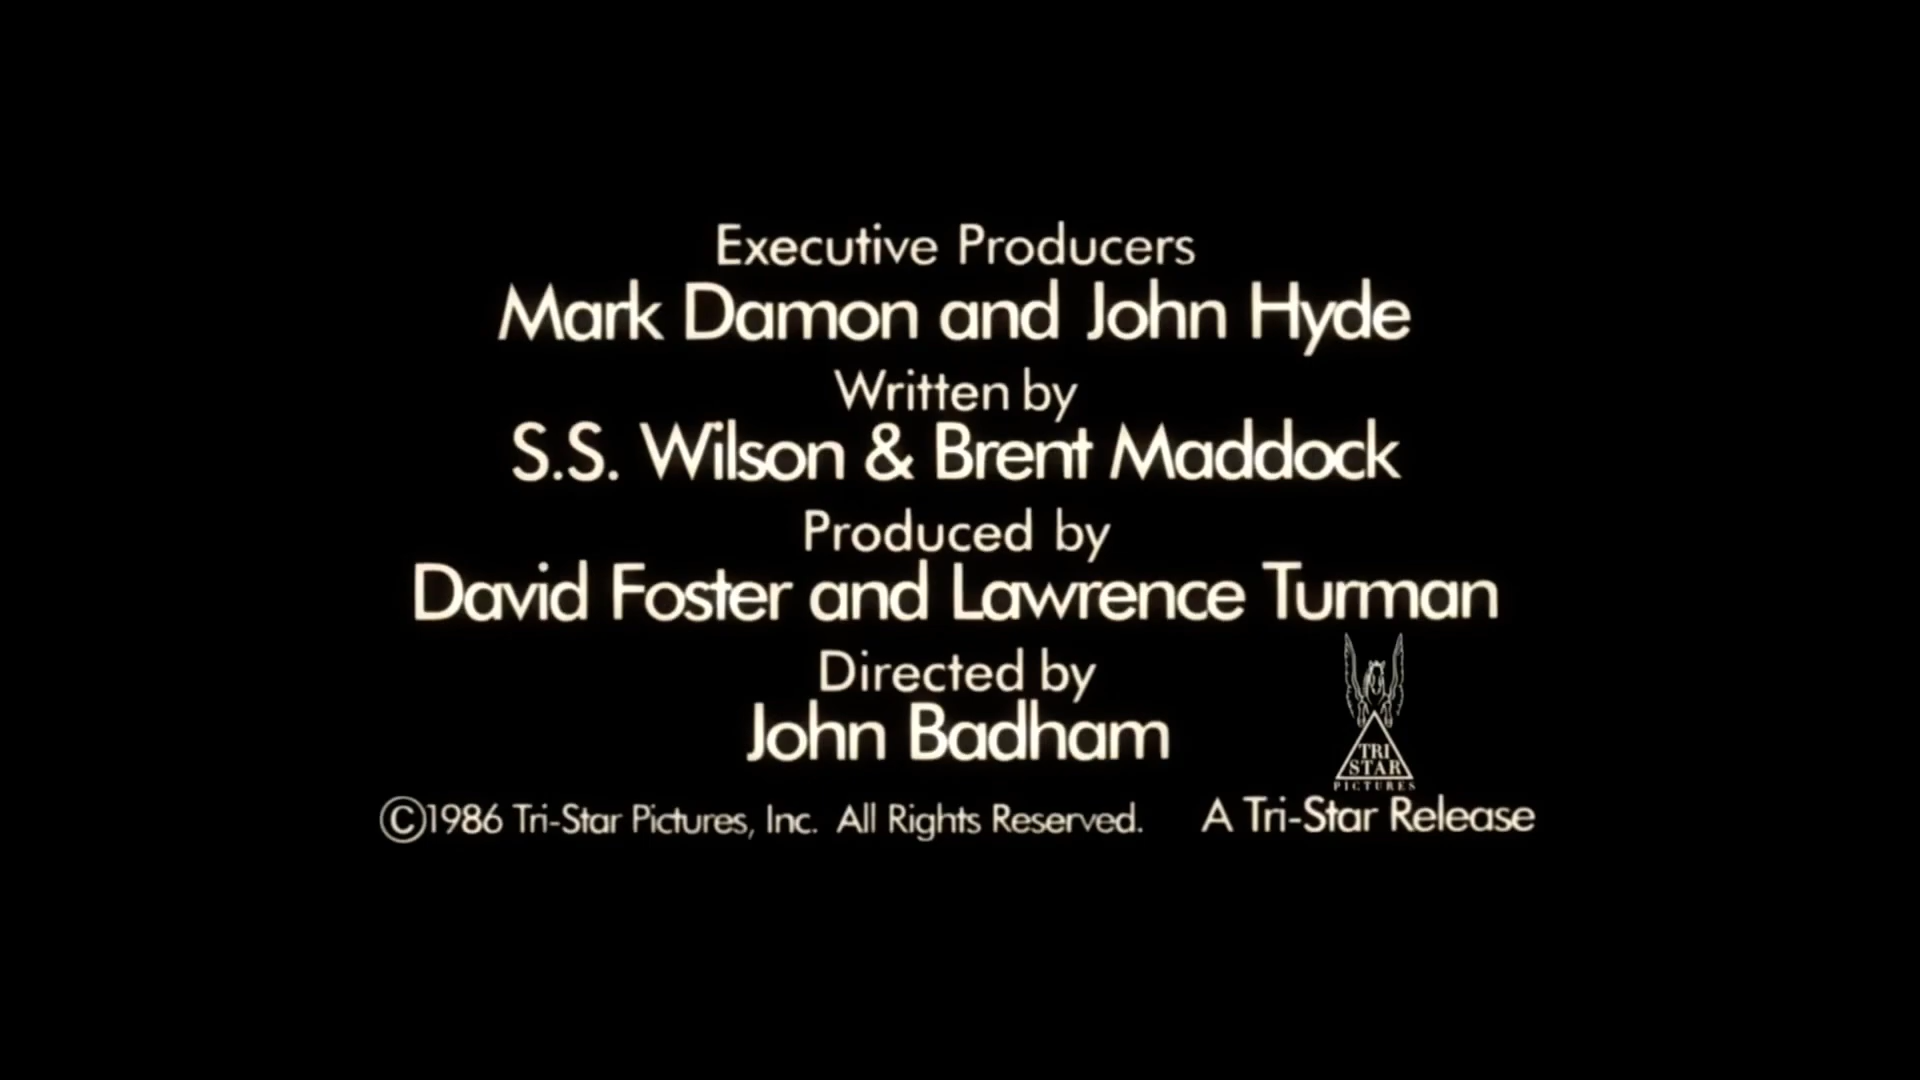 Executive Producers
Mark Damon and John Hyde
Written by
S.S. Wilson & Brent Maddock
Produced by
David Foster and Lawrence Turman
Directed by
John Badham
TRI
STAR
PICTURES
©1986 Tri-Star Pictures, Inc. All Rights Reserved.
A Tri-Star Release